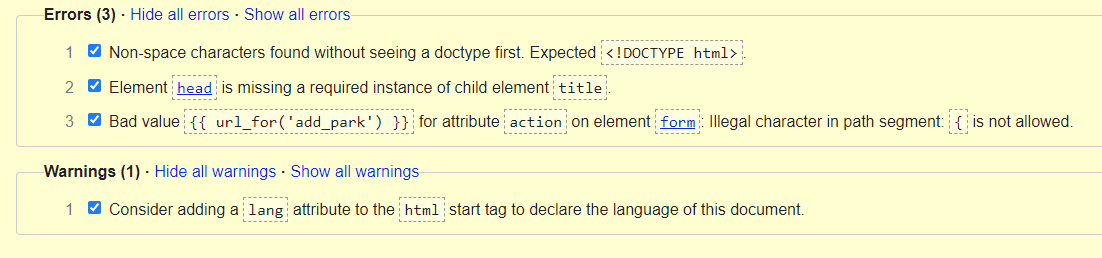 Errors (3) · Hide all errors · Show all errors
1 Non-space characters found without seeing a doctype first. Expected <!DOCTYPE html>.
2 Element head is missing a required instance of child element title.
3 Bad value {{ url_for('add_park') }} for attribute action on element form: Illegal character in path segment: { is not allowed.
Warnings (1) · Hide all warnings · Show all warnings
1 Consider adding a lang attribute to the html start tag to declare the language of this document.